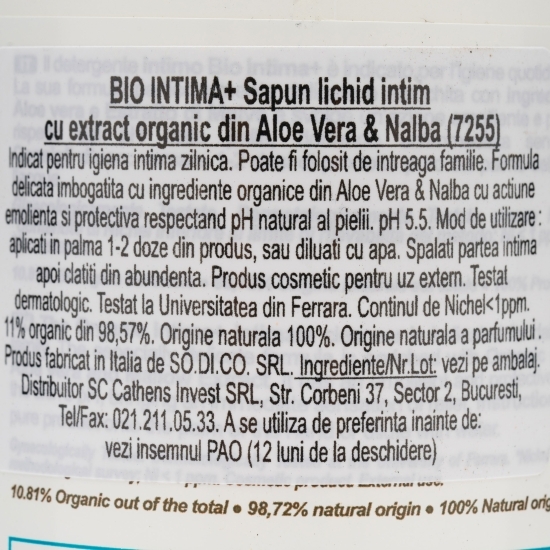 BIO INTIMA+ Sapun lichid intim
cu extract organic din Aloe Vera & Nalba (7255)
Indicat pentru igiena intima zilnica. Poate fi folosit de intreaga familie. Formula
delicata imbogatita cu ingrediente organice din Aloe Vera & Nalba cu actiune
emolienta si protectiva respectand pH natural al pielii. pH 5.5. Mod de utilizare:
aplicati in palma 1-2 doze din produs, sau diluati cu apa. Spalati partea intima
apoi clatiti din abundenta. Produs cosmetic pentru uz extern. Testat
dermatologic. Testat la Universitatea din Ferrara. Continul de Nichel<1ppm.
11% organic din 98,57%. Origine naturala 100%. Origine naturala a parfumului.
Produs fabricat in Italia de SO.DI.CO. SRL. Ingrediente/Nr.Lot: vezi pe ambalaj.
Distribuitor SC Cathens Invest SRL, Str. Corbeni 37, Sector 2, Bucuresti,
Tel/Fax: 021.211.05.33. A se utiliza de preferinta inainte de:
vezi insemnul PAO (12 luni de la deschidere)
10.81% Organic out of the total • 98,72% natural origin • 100% Natural orig